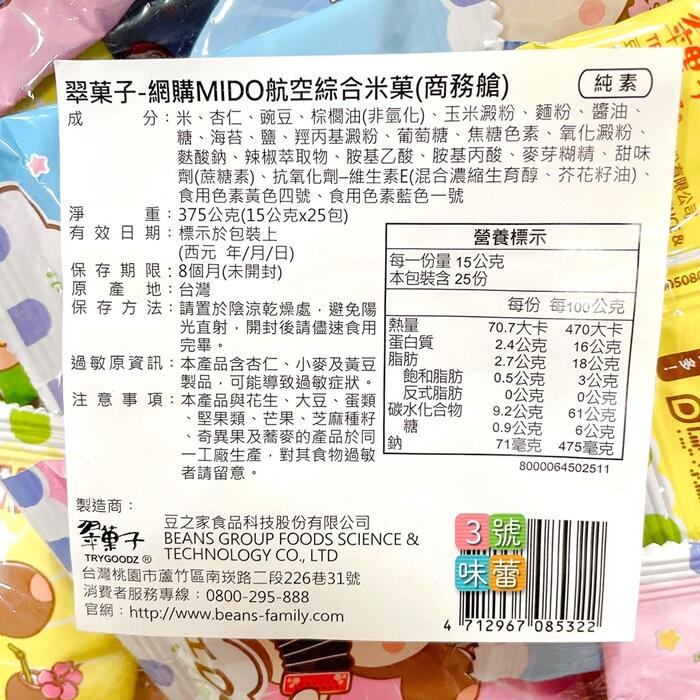 翠菓子-網購MIDO航空綜合米菓(商務艙) 純素
成分：米、杏仁、豌豆、棕櫚油(非氫化)、玉米澱粉、麵粉、醬油、
糖、海苔、鹽、羥丙基澱粉、葡萄糖、焦糖色素、氧化澱粉、
麩酸鈉、辣椒萃取物、胺基乙酸、胺基丙酸、麥芽糊精、甜味
劑(蔗糖素)、抗氧化劑–維生素E(混合濃縮生育醇、芥花籽油)、
食用色素黃色四號、食用色素藍色一號
淨重：375公克(15公克x25包)
有效日期：標示於包裝上
(西元 年/月/日)
保存期限：8個月(未開封)
原產地：台灣
保存方法：請置於陰涼乾燥處，避免陽
光直射，開封後請儘速食用
完畢。
過敏原資訊：本產品含杏仁、小麥及黃豆
製品，可能導致過敏症狀。
注意事項：本產品與花生、大豆、蛋類
、堅果類、芒果、芝麻種籽
、奇異果及蕎麥的產品於同
一工廠生產，對其食物過敏
者請留意。
營養標示
每一份量 15公克
本包裝含 25份
每份 每100公克
熱量 70.7大卡 470大卡
蛋白質 2.4公克 16公克
脂肪 2.7公克 18公克
飽和脂肪 0.5公克 3公克
反式脂肪 0公克 0公克
碳水化合物 9.2公克 61公克
糖 0.9公克 6公克
鈉 71毫克 475毫克
8000064502511
製造商：
翠菓子
TRYGOODZ ®
豆之家食品科技股份有限公司
BEANS GROUP FOODS SCIENCE &
TECHNOLOGY CO., LTD
台灣桃園市蘆竹區南崁路二段226巷31號
消費者服務專線：0800-295-888
官網：http://www.beans-family.com
3號
味蕾
4 712967 085322